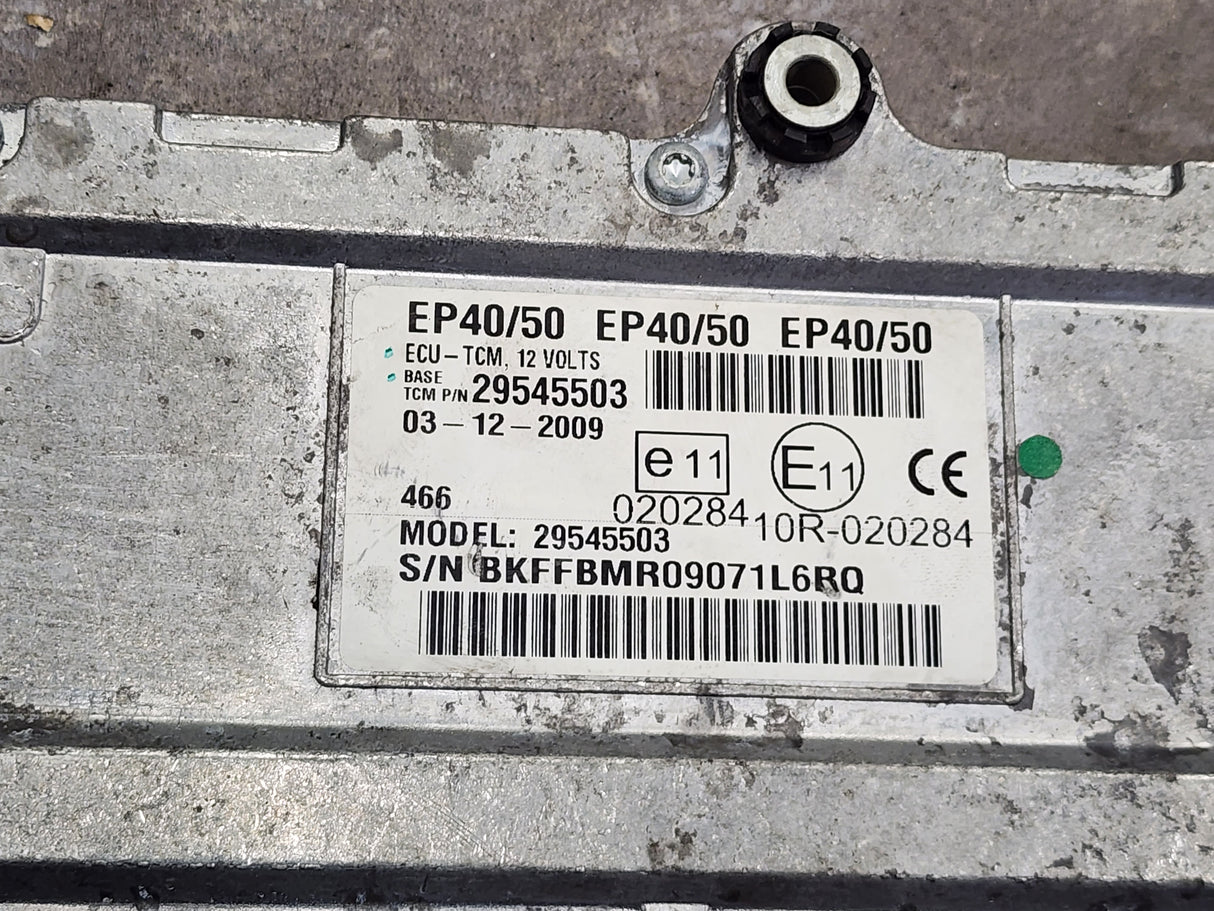 EP40/50 EP40/50 EP40/50
ECU-TCM, 12 VOLTS
BASE
TCM P/N 29545503
03-12-2009
e11 E11 CE
466
020284 10R-020284
MODEL: 29545503
S/N BKFFBMR09071L6RQ